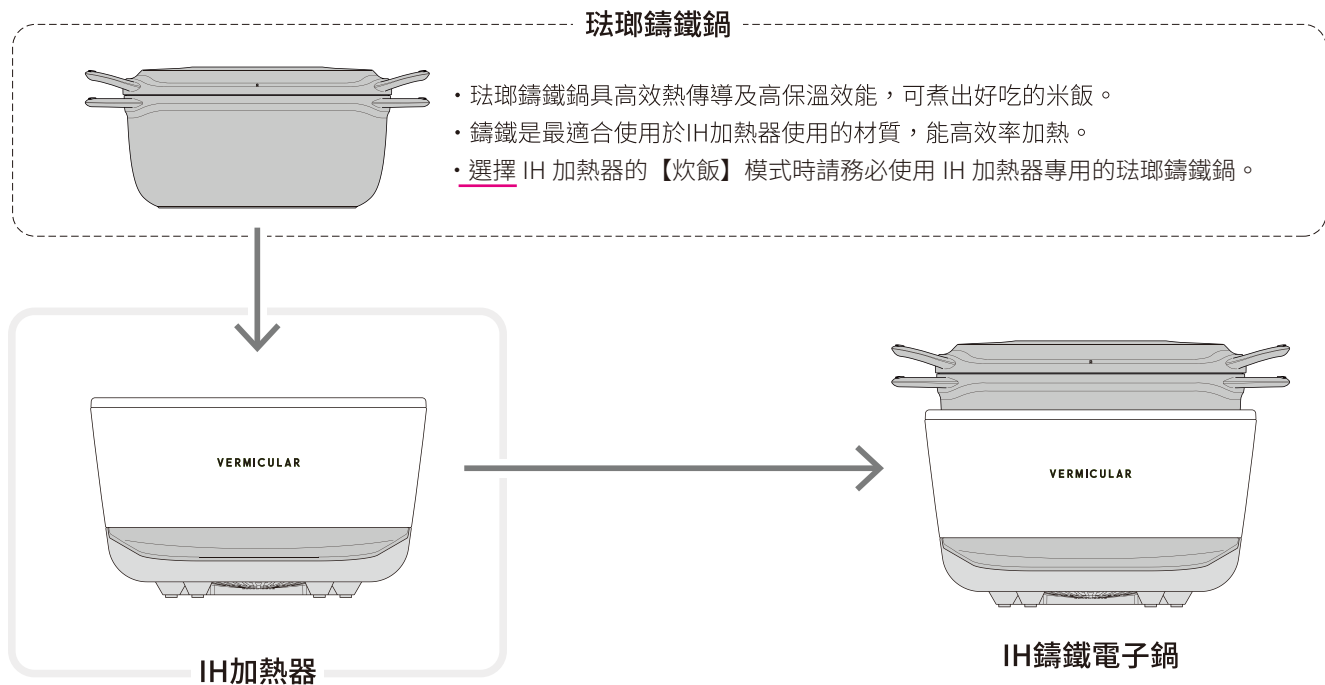 琺瑯鑄鐵鍋
・琺瑯鑄鐵鍋具高效熱傳導及高保溫效能，可煮出好吃的米飯。
・鑄鐵是最適合使用於IH加熱器使用的材質，能高效率加熱。
・選擇 IH 加熱器的【炊飯】模式時請務必使用 IH 加熱器專用的琺瑯鑄鐵鍋。
VERMICULAR
VERMICULAR
IH加熱器
IH鑄鐵電子鍋